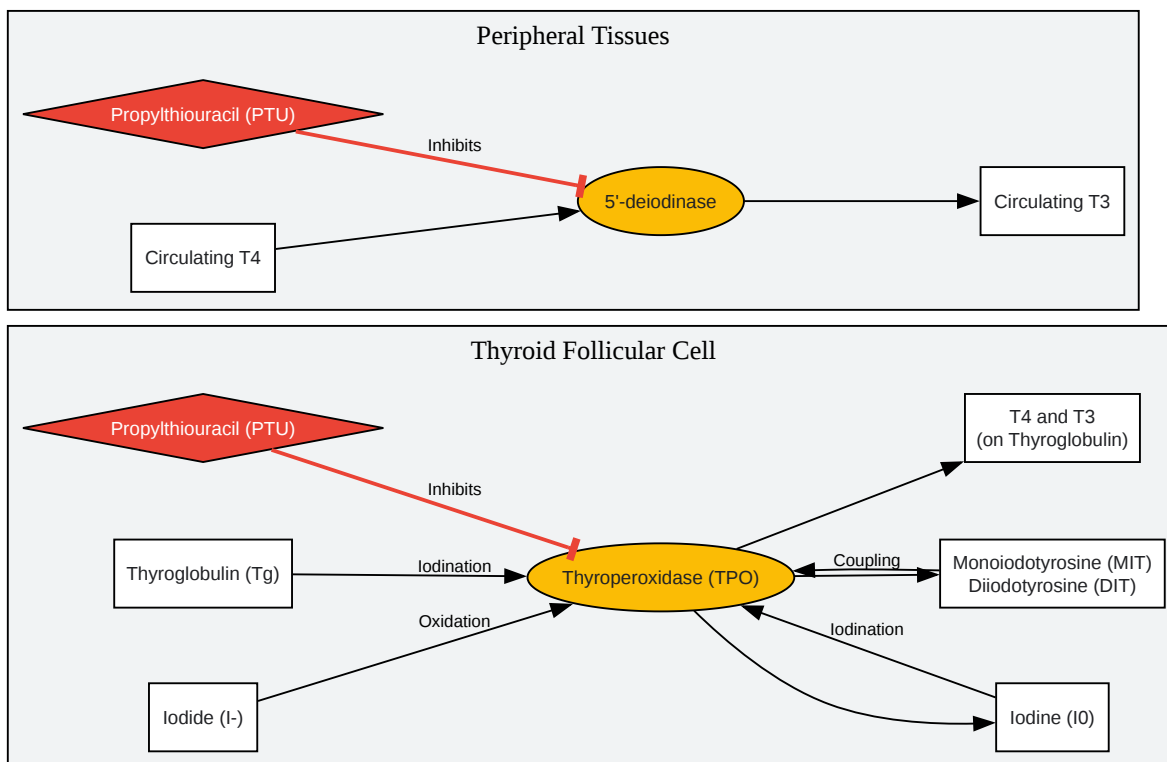 Peripheral Tissues
Propylthiouracil (PTU)
Inhibits
5'-deiodinase
Circulating T3
Circulating T4
Thyroid Follicular Cell
Propylthiouracil (PTU)
T4 and T3
(on Thyroglobulin)
Inhibits
Thyroglobulin (Tg)
Iodination
Thyroperoxidase (TPO)
Coupling
Monoiodotyrosine (MIT)
Diiodotyrosine (DIT)
Oxidation
Iodination
Iodide (I-)
Iodine (I0)